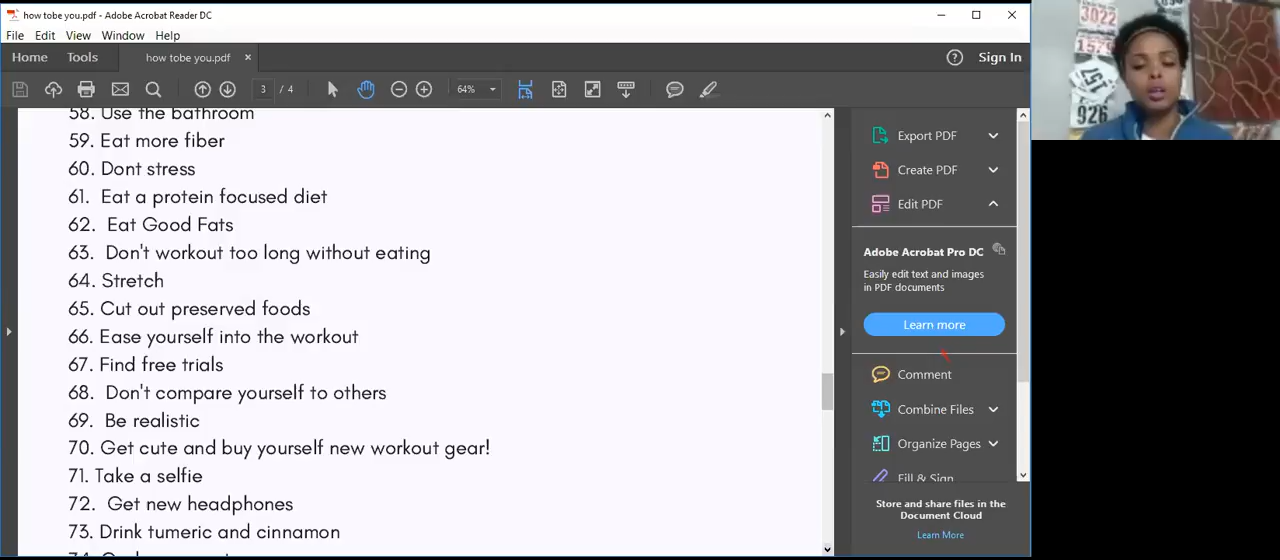 how tobe you.pdf - Adobe Acrobat Reader DC
File Edit View Window Help
Home Tools how tobe you.pdf × Sign In
3 / 4 64%
58. Use the bathroom
59. Eat more fiber
60. Dont stress
61. Eat a protein focused diet
62. Eat Good Fats
63. Don't workout too long without eating
64. Stretch
65. Cut out preserved foods
66. Ease yourself into the workout
67. Find free trials
68. Don't compare yourself to others
69. Be realistic
70. Get cute and buy yourself new workout gear!
71. Take a selfie
72. Get new headphones
73. Drink tumeric and cinnamon
Export PDF
Create PDF
Edit PDF
Adobe Acrobat Pro DC
Easily edit text and images
in PDF documents
Learn more
Comment
Combine Files
Organize Pages
Fill & Sign
Store and share files in the
Document Cloud
Learn More
3022
1579
926